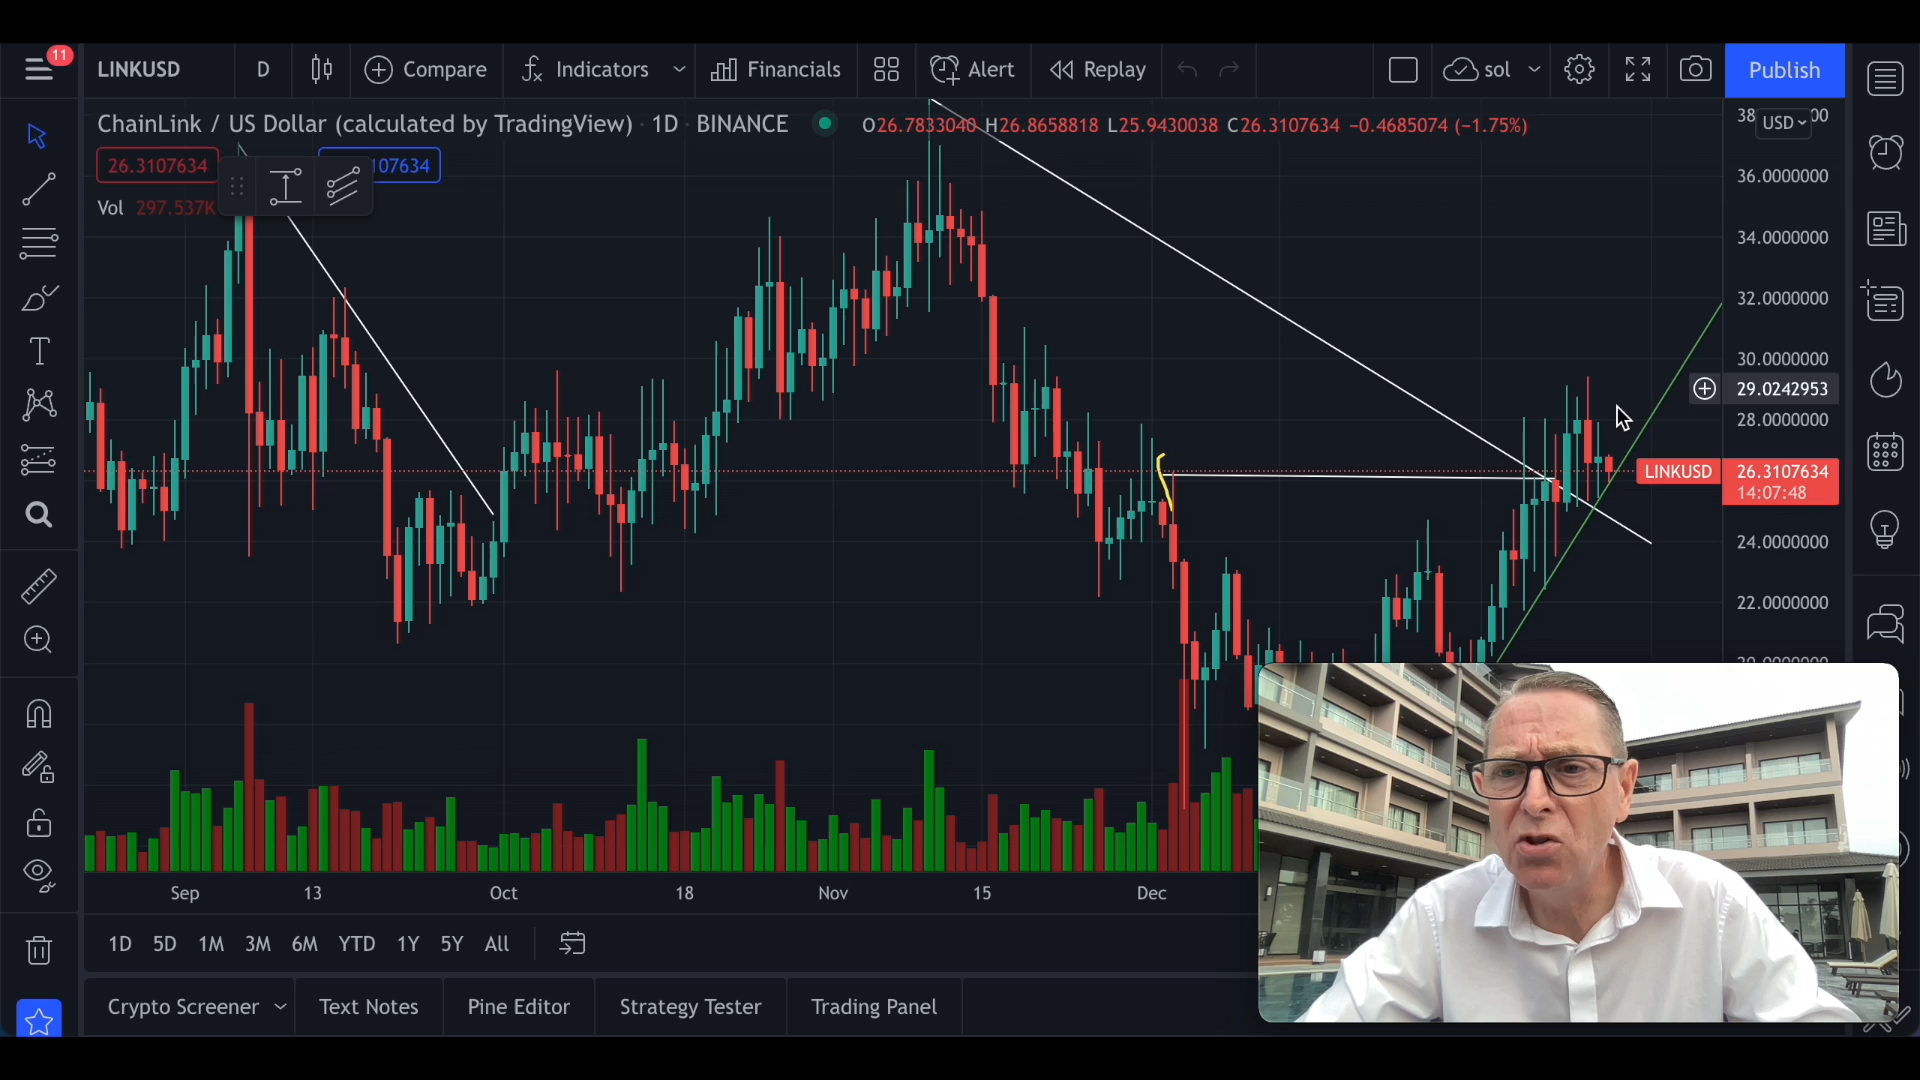 11
LINKUSD D Compare Indicators Financials Alert Replay sol Publish
ChainLink / US Dollar (calculated by TradingView) · 1D · BINANCE O26.7833040 H26.8658818 L25.9430038 C26.3107634 −0.4685074 (−1.75%)
USD
26.3107634 107634
Vol 297.537K
36.0000000
34.0000000
32.0000000
30.0000000
29.0242953
28.0000000
LINKUSD 26.3107634
14:07:48
24.0000000
22.0000000
Sep 13 Oct 18 Nov 15 Dec
1D 5D 1M 3M 6M YTD 1Y 5Y All
Crypto Screener Text Notes Pine Editor Strategy Tester Trading Panel